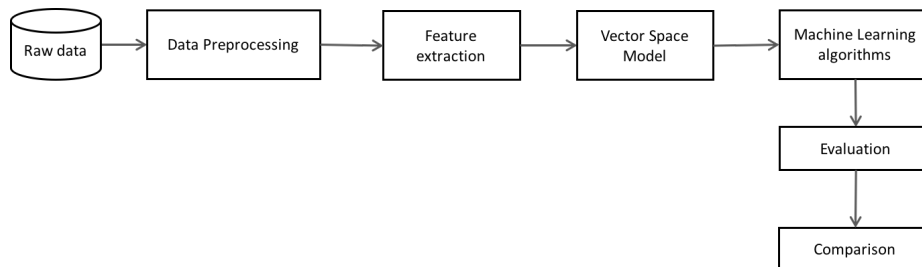 Raw data
Data Preprocessing
Feature
extraction
Vector Space
Model
Machine Learning
algorithms
Evaluation
Comparison